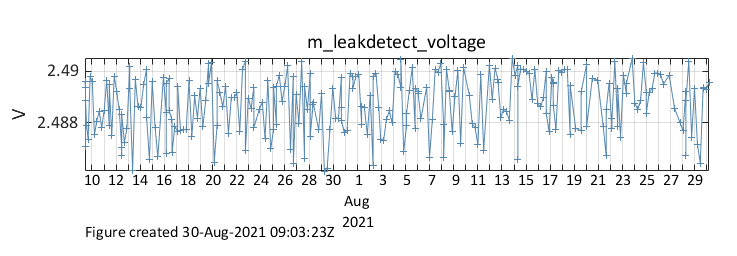 m_leakdetect_voltage
2.49
2.488
V
10 12 14 16 18 20 22 24 26 28 30 1 3 5 7 9 11 13 15 17 19 21 23 25 27 29
Aug
2021
Figure created 30-Aug-2021 09:03:23Z